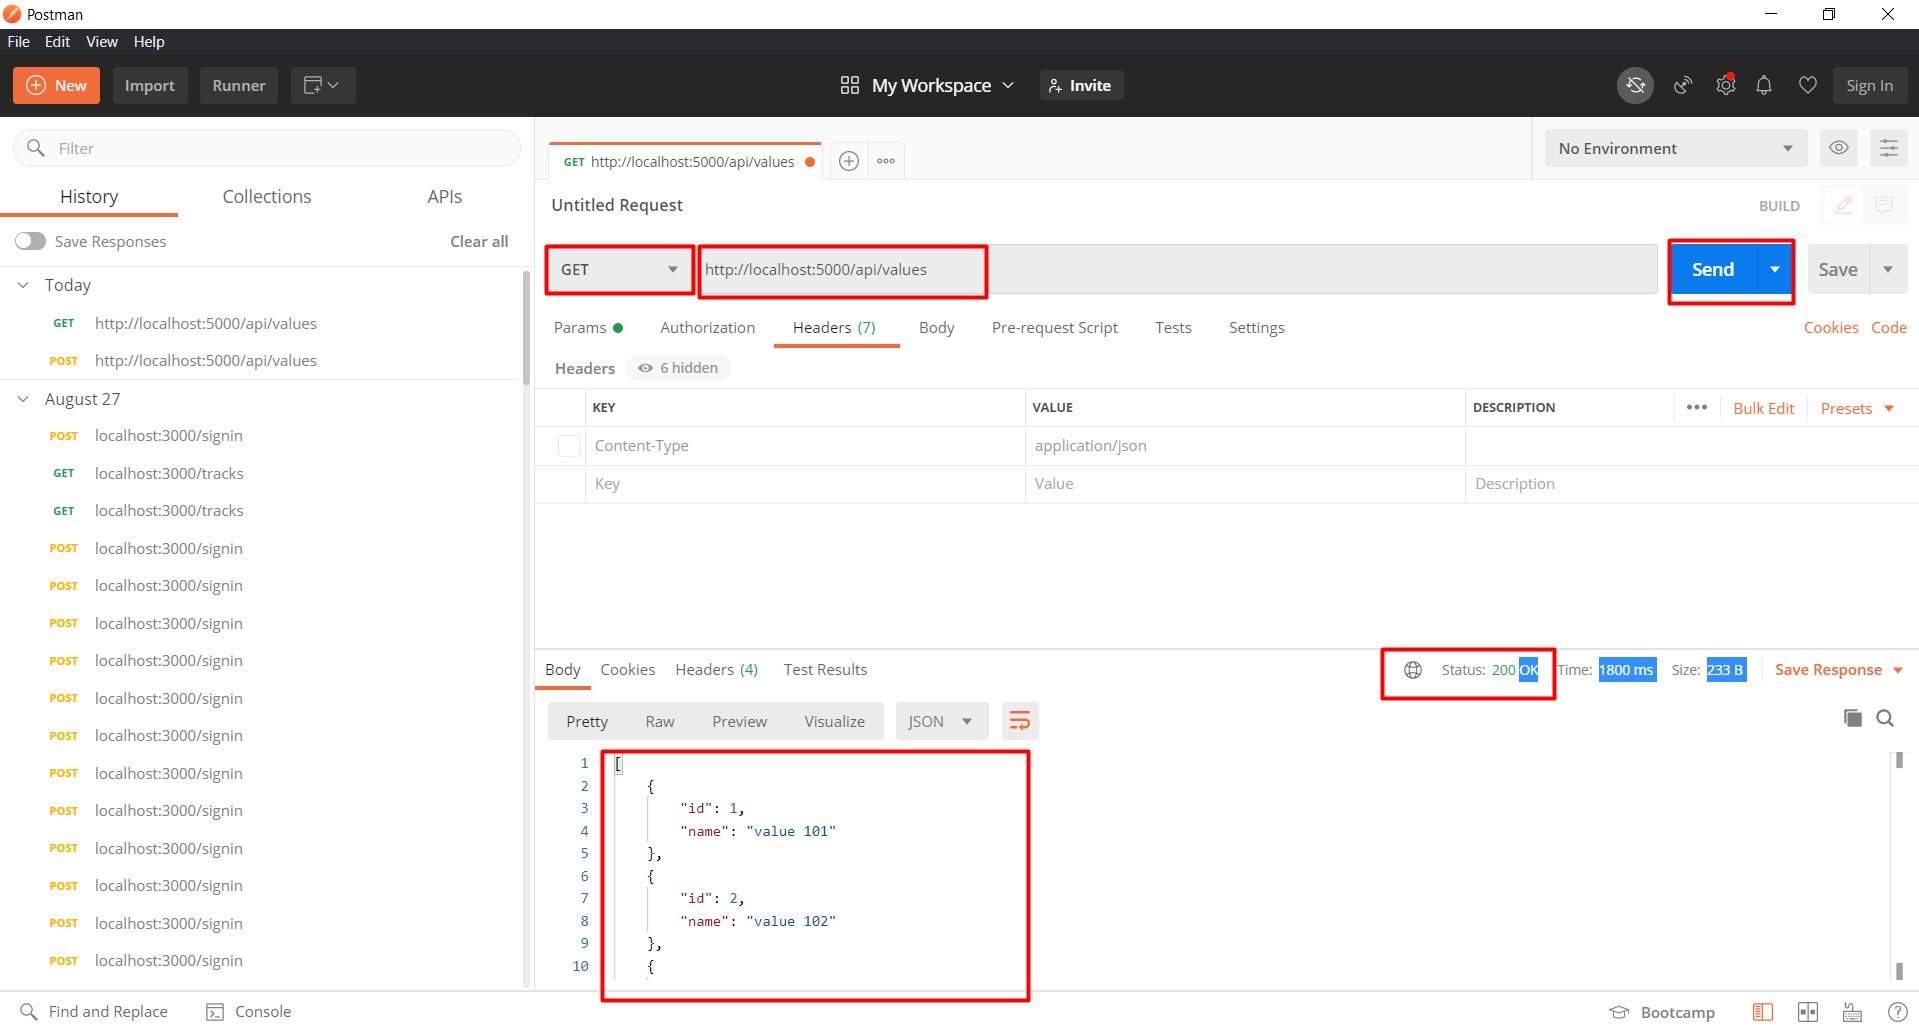 Postman
File Edit View Help
New Import Runner My Workspace Invite Sign In
Filter
History Collections APIs
Save Responses Clear all
Today
GET http://localhost:5000/api/values
POST http://localhost:5000/api/values
August 27
POST localhost:3000/signin
GET localhost:3000/tracks
GET localhost:3000/tracks
POST localhost:3000/signin
POST localhost:3000/signin
POST localhost:3000/signin
POST localhost:3000/signin
POST localhost:3000/signin
POST localhost:3000/signin
POST localhost:3000/signin
POST localhost:3000/signin
POST localhost:3000/signin
POST localhost:3000/signin
POST localhost:3000/signin
POST localhost:3000/signin
GET http://localhost:5000/api/values
No Environment
Untitled Request BUILD
GET http://localhost:5000/api/values Send Save
Params Authorization Headers (7) Body Pre-request Script Tests Settings Cookies Code
Headers 6 hidden
KEY VALUE DESCRIPTION Bulk Edit Presets
Content-Type application/json
Key Value Description
Body Cookies Headers (4) Test Results Status: 200 OK Time: 1800 ms Size: 233 B Save Response
Pretty Raw Preview Visualize JSON
1 [
2 {
3 "id": 1,
4 "name": "value 101"
5 },
6 {
7 "id": 2,
8 "name": "value 102"
9 },
10 {
Find and Replace Console Bootcamp